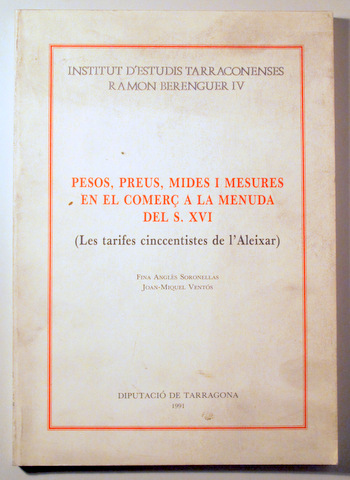 INSTITUT D'ESTUDIS TARRACONENSES
RAMON BERENGUER IV
PESOS, PREUS, MIDES I MESURES
EN EL COMERÇ A LA MENUDA
DEL S. XVI
(Les tarifes cinccentistes de l'Aleixar)
FINA ANGLÈS SORONELLAS
JOAN-MIQUEL VENTÓS
DIPUTACIÓ DE TARRAGONA
1991